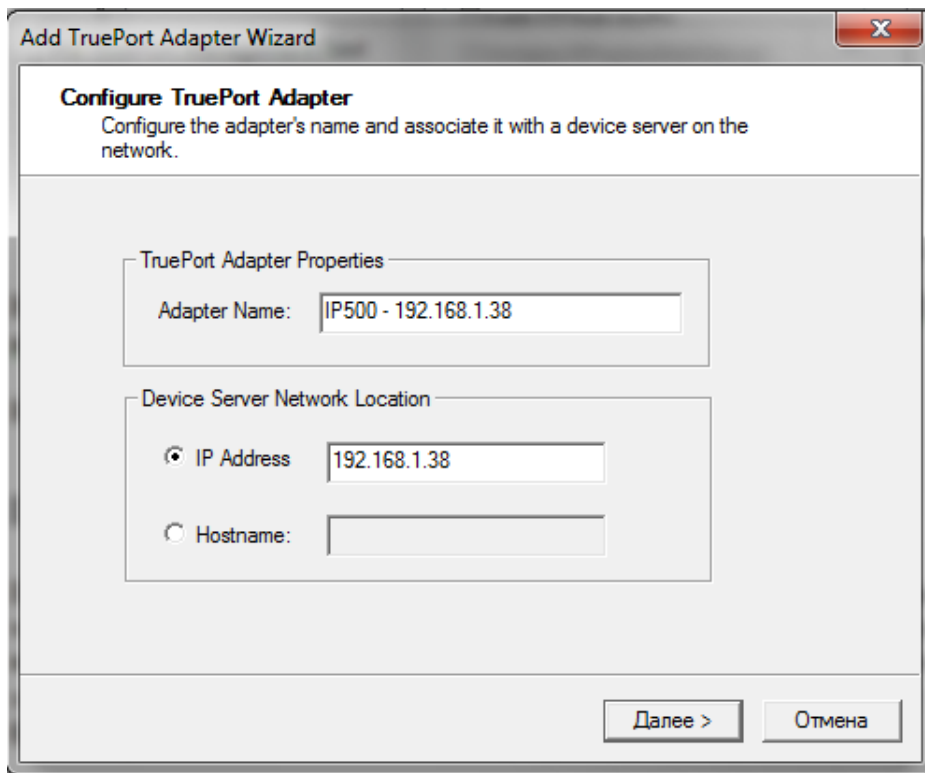 Add TruePort Adapter Wizard
Configure TruePort Adapter
Configure the adapter's name and associate it with a device server on the
network.
TruePort Adapter Properties
Adapter Name: IP500 - 192.168.1.38
Device Server Network Location
IP Address 192.168.1.38
Hostname:
Далее > Отмена